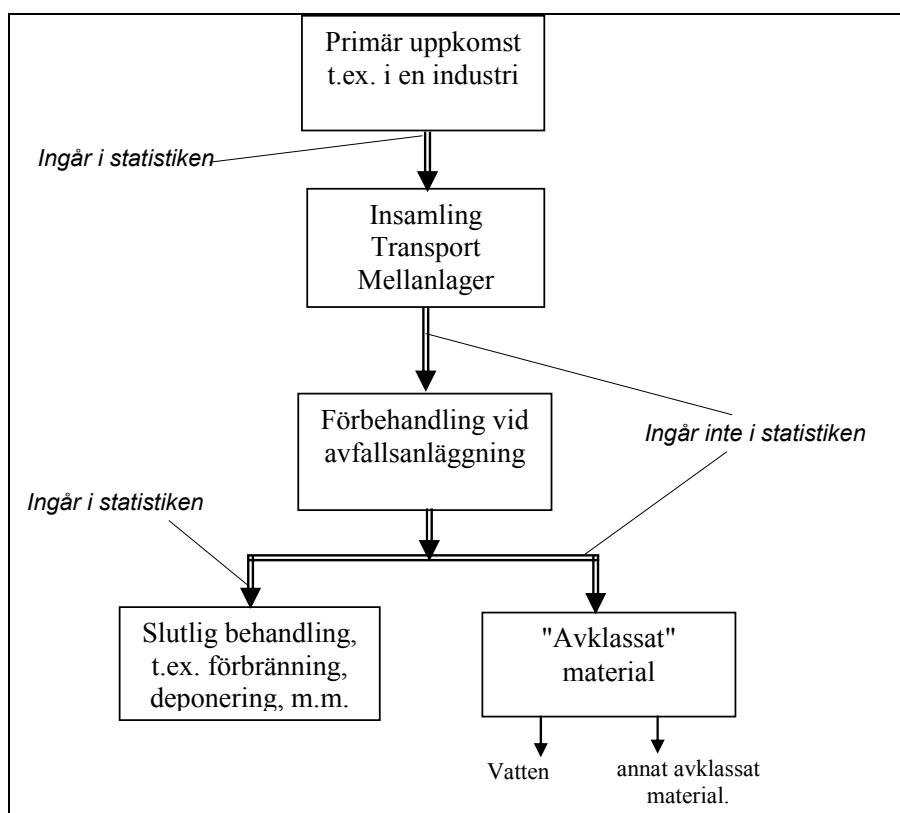 Primär uppkomst
t.ex. i en industri
Ingår i statistiken
Insamling
Transport
Mellanlager
Förbehandling vid
avfallsanläggning
Ingår inte i statistiken
Ingår i statistiken
Slutlig behandling,
t.ex. förbränning,
deponering, m.m.
"Avklassat"
material
Vatten
annat avklassat
material.